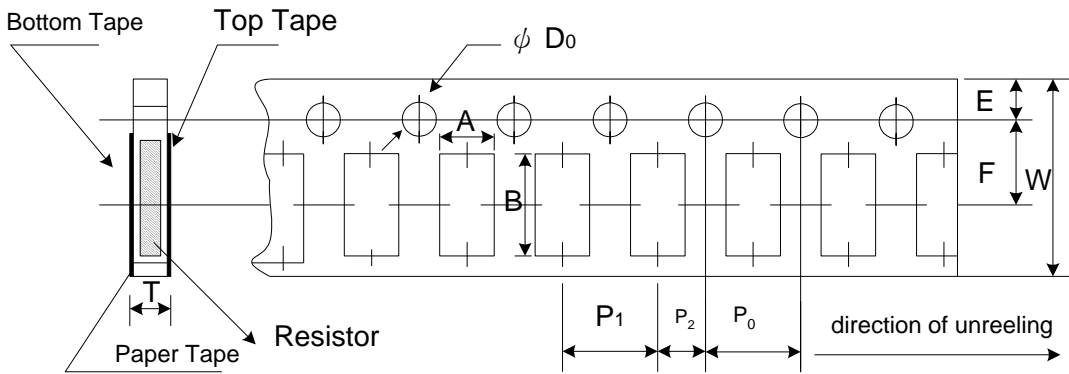 Bottom Tape
Top Tape
ψ D0
E
A
F
W
B
T
Resistor
Paper Tape
P1
P2
P0
direction of unreeling